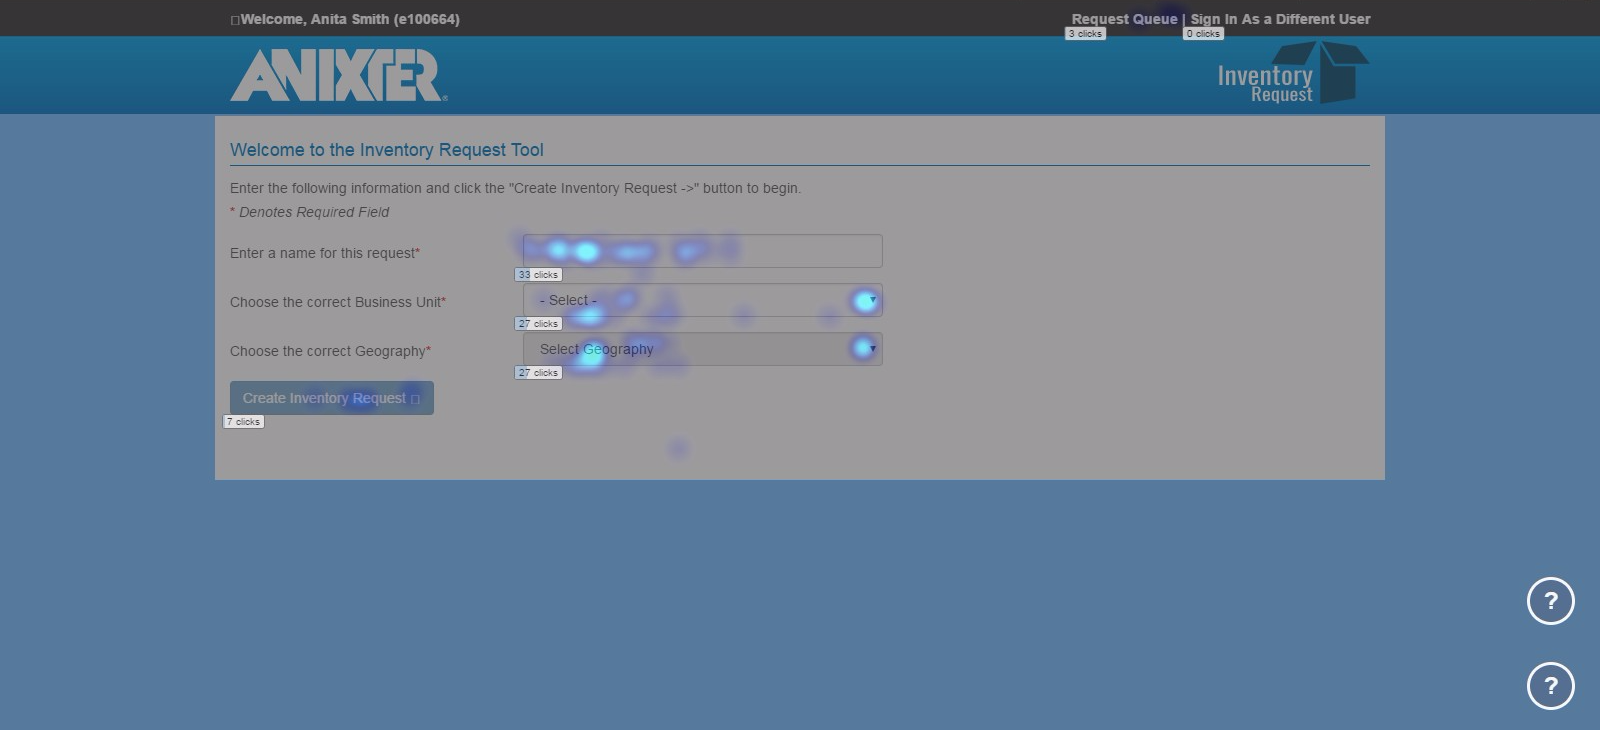 Welcome, Anita Smith (e100664)
Request Queue | Sign In As a Different User
3 clicks
0 clicks
ANIXTER®
Inventory
Request
Welcome to the Inventory Request Tool
Enter the following information and click the "Create Inventory Request ->" button to begin.
* Denotes Required Field
Enter a name for this request*
33 clicks
Choose the correct Business Unit*
- Select -
27 clicks
Choose the correct Geography*
Select Geography
27 clicks
Create Inventory Request
7 clicks
?
?